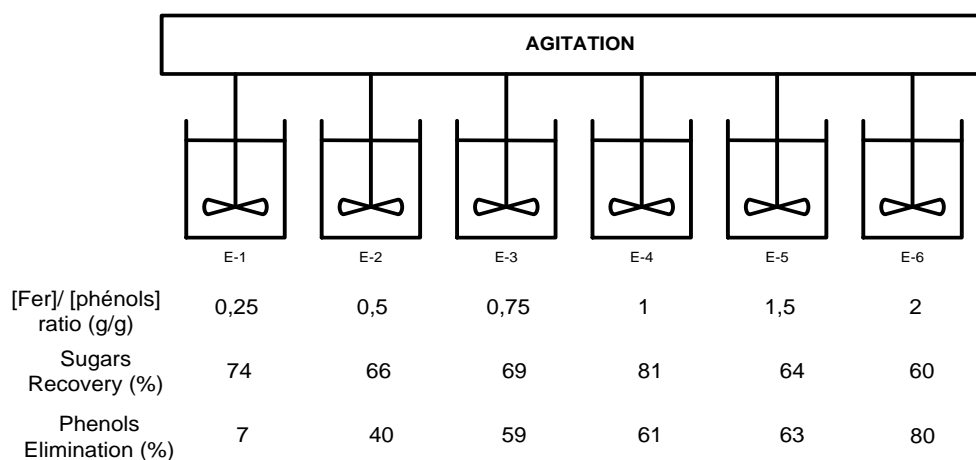 AGITATION
E-1 E-2 E-3 E-4 E-5 E-6
[Fer]/ [phénols]
ratio (g/g)
0,25 0,5 0,75 1 1,5 2
Sugars
Recovery (%)
74 66 69 81 64 60
Phenols
Elimination (%)
7 40 59 61 63 80